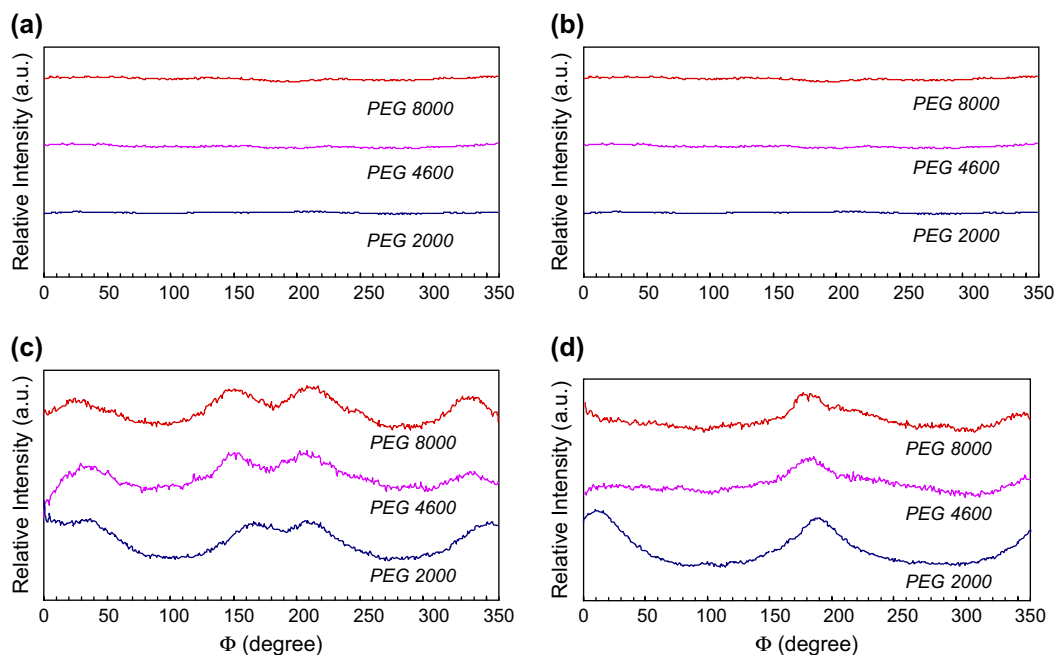 (a)
Relative Intensity (a.u.)
PEG 8000
PEG 4600
PEG 2000
0 50 100 150 200 250 300 350
(b)
Relative Intensity (a.u.)
PEG 8000
PEG 4600
PEG 2000
0 50 100 150 200 250 300 350
(c)
Relative Intensity (a.u.)
PEG 8000
PEG 4600
PEG 2000
0 50 100 150 200 250 300 350
Φ (degree)
(d)
Relative Intensity (a.u.)
PEG 8000
PEG 4600
PEG 2000
0 50 100 150 200 250 300 350
Φ (degree)